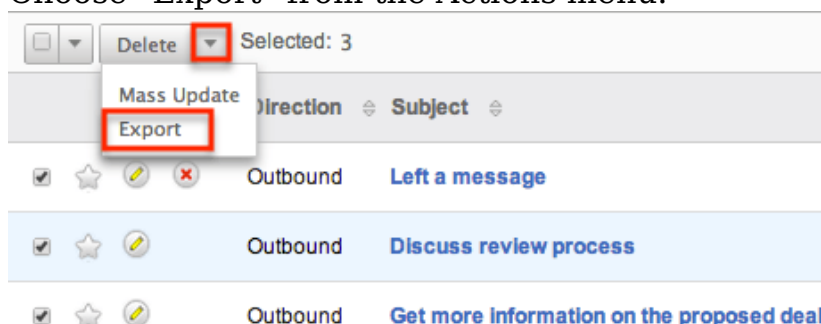 Choose "Export" from the Actions menu.
Delete Selected: 3
Mass Update
Direction Subject
Export
Outbound Left a message
Outbound Discuss review process
Outbound Get more information on the proposed deal